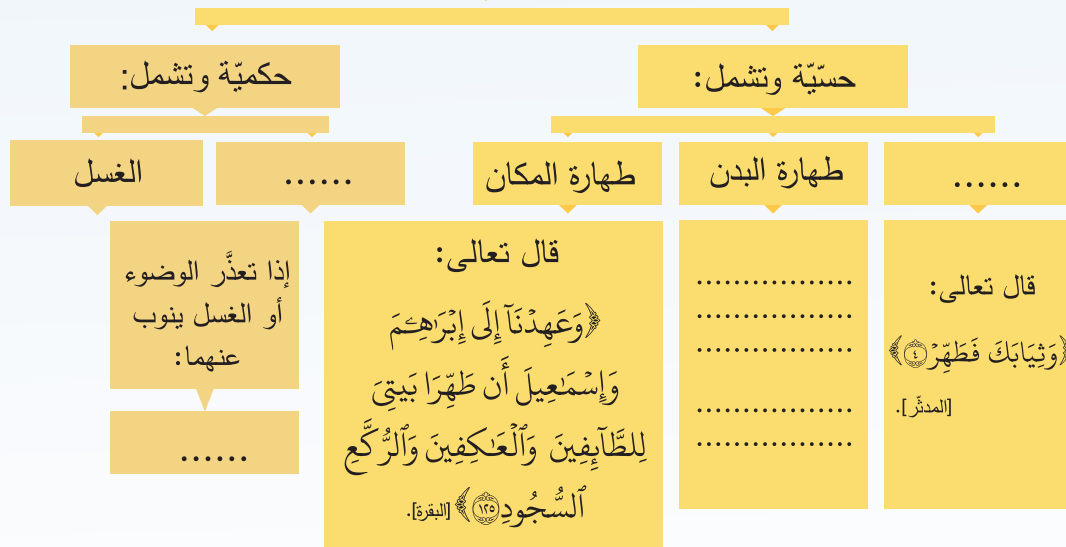 حسّيّة وتشمل:
حكميّة وتشمل:
......
طهارة البدن
طهارة المكان
......
الغسل
قال تعالى:
﴿وَثِيَابَكَ فَطَهِّرۡ ٤﴾
[المدثّر].
.................
.................
.................
.................
.................
قال تعالى:
﴿وَعَهِدۡنَآ إِلَىٰٓ إِبۡرَٰهِـۧمَ
وَإِسۡمَٰعِيلَ أَن طَهِّرَا بَيۡتِيَ
لِلطَّآئِفِينَ وَٱلۡعَٰكِفِينَ وَٱلرُّكَّعِ
ٱلسُّجُودِ ١٢٥﴾ [البقرة].
إذا تعذَّر الوضوء
أو الغسل ينوب
عنهما:
......